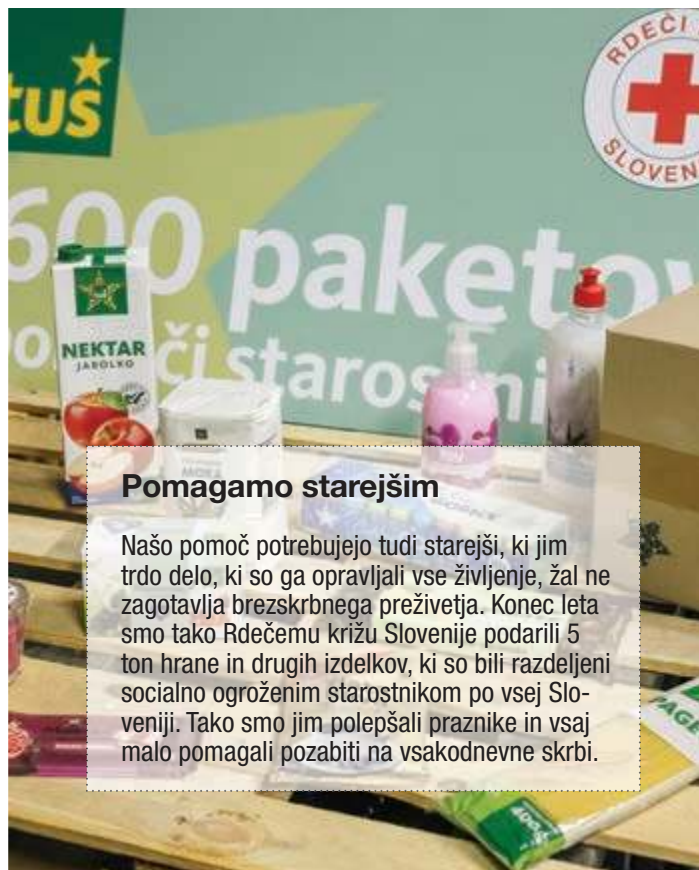 tuš
RDEČI
SLOVEN
600 paketov
či starostni
NEKTAR
JABOLKO
MOKA
Pomagamo starejšim
Našo pomoč potrebujejo tudi starejši, ki jim
trdo delo, ki so ga opravljali vse življenje, žal ne
zagotavlja brezskrbnega preživetja. Konec leta
smo tako Rdečemu križu Slovenije podarili 5
ton hrane in drugih izdelkov, ki so bili razdeljeni
socialno ogroženim starostnikom po vsej Slo-
veniji. Tako smo jim polepšali praznike in vsaj
malo pomagali pozabiti na vsakodnevne skrbi.